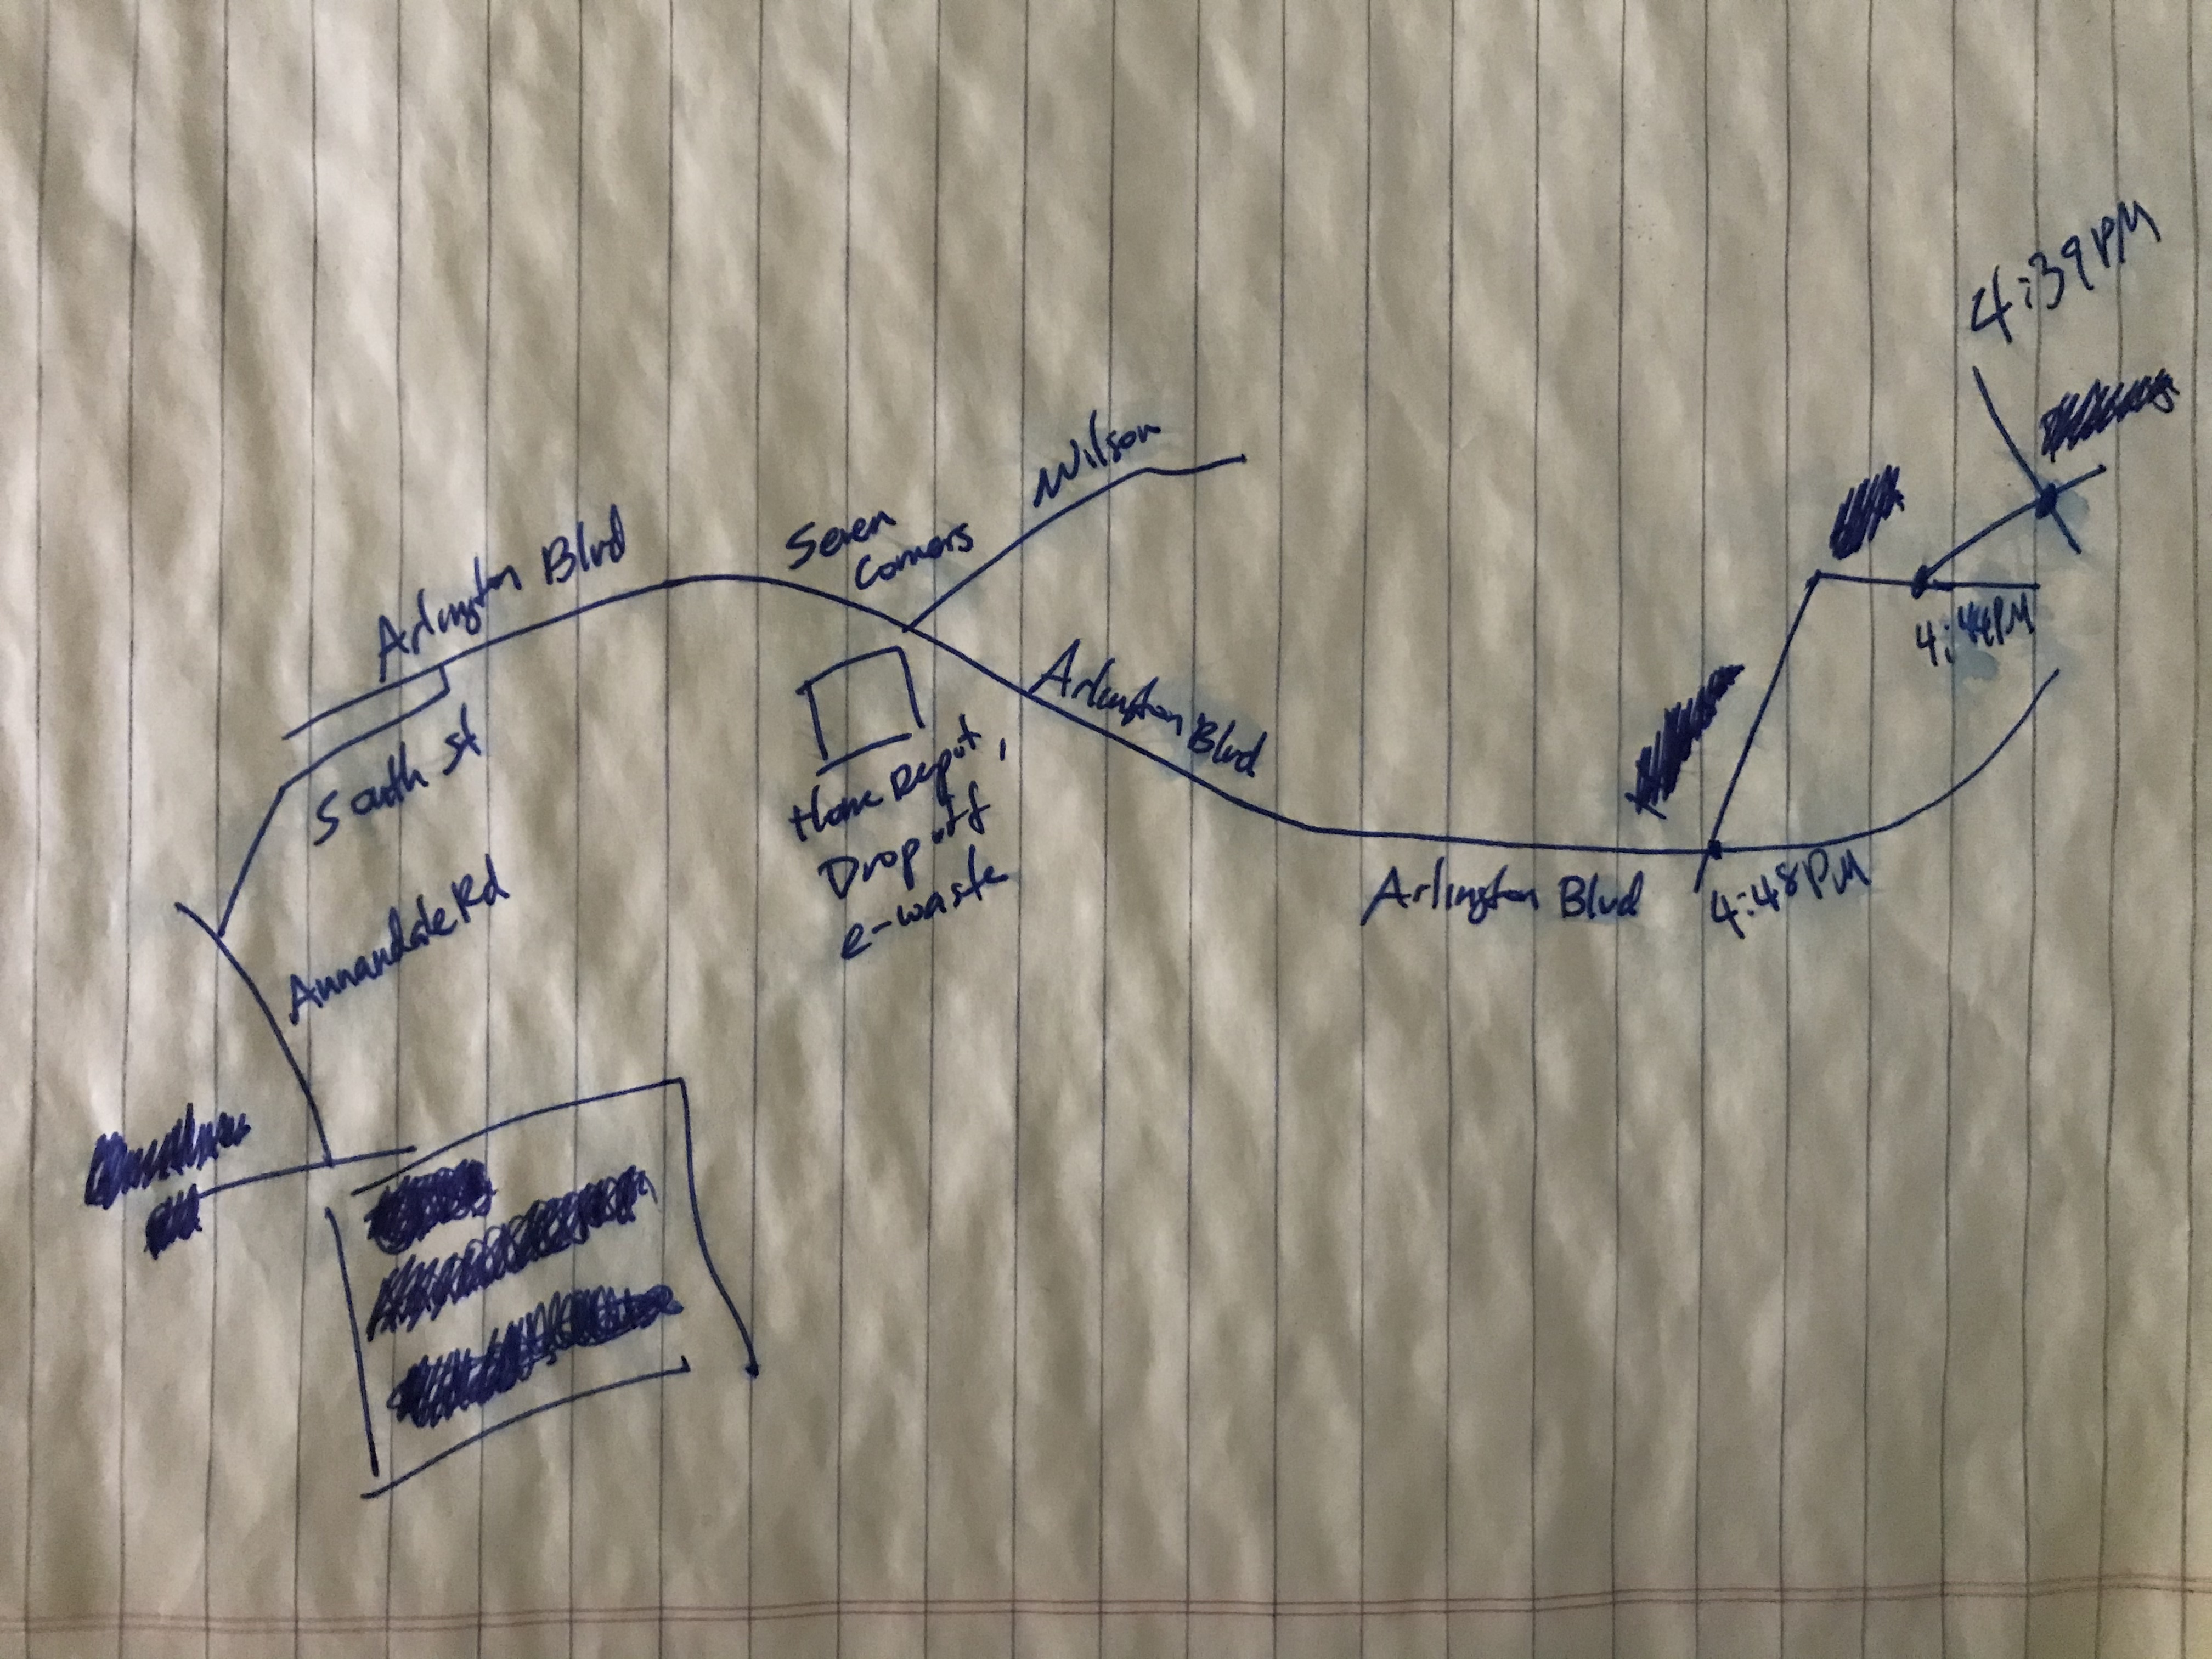 4:39PM
Wilson
Seven
Corners
Arlington Blvd
4:44PM
Arlington Blvd
South st
Home Depot,
Drop off
e-waste
Arlington Blvd
4:48PM
Annandale Rd